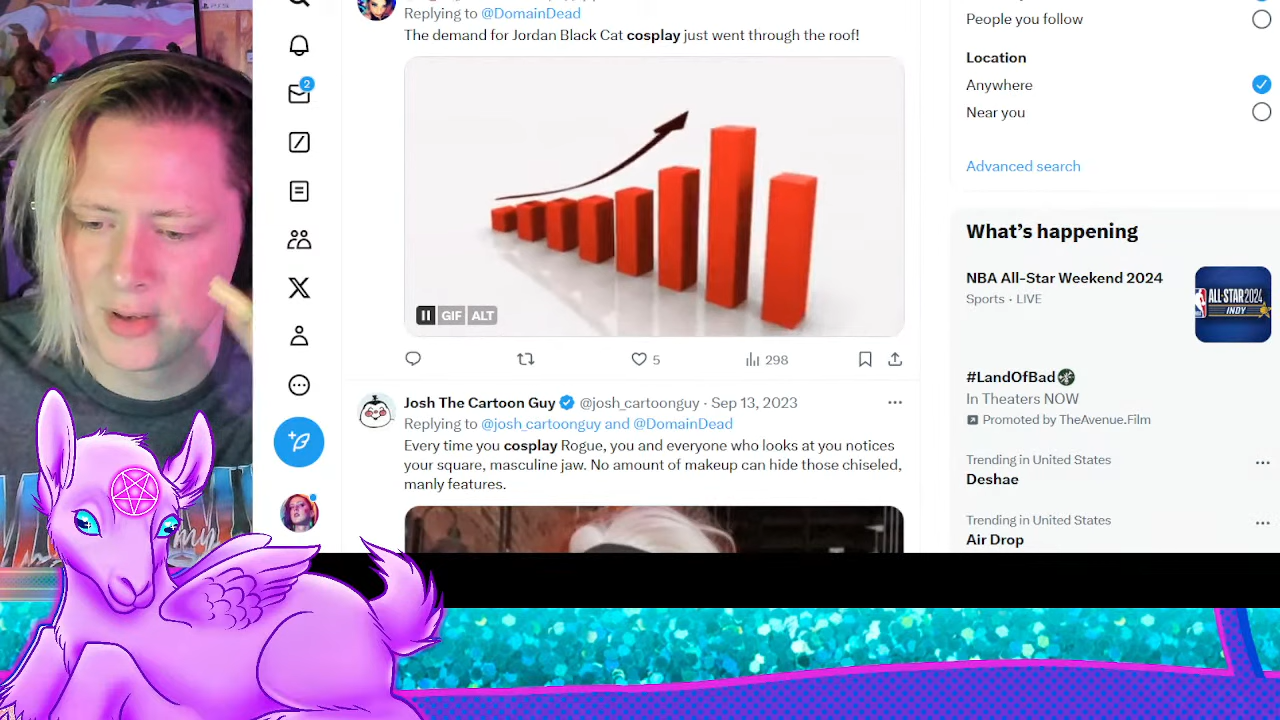 Replying to @DomainDead
The demand for Jordan Black Cat cosplay just went through the roof!
GIF ALT
5
298
Josh The Cartoon Guy @josh_cartoonguy · Sep 13, 2023
Replying to @josh_cartoonguy and @DomainDead
Every time you cosplay Rogue, you and everyone who looks at you notices
your square, masculine jaw. No amount of makeup can hide those chiseled,
manly features.
2
People you follow
Location
Anywhere
Near you
Advanced search
What's happening
NBA All-Star Weekend 2024
Sports · LIVE
ALL-STAR 2024
INDY
#LandOfBad
In Theaters NOW
Promoted by TheAvenue.Film
Trending in United States
Deshae
Trending in United States
Air Drop